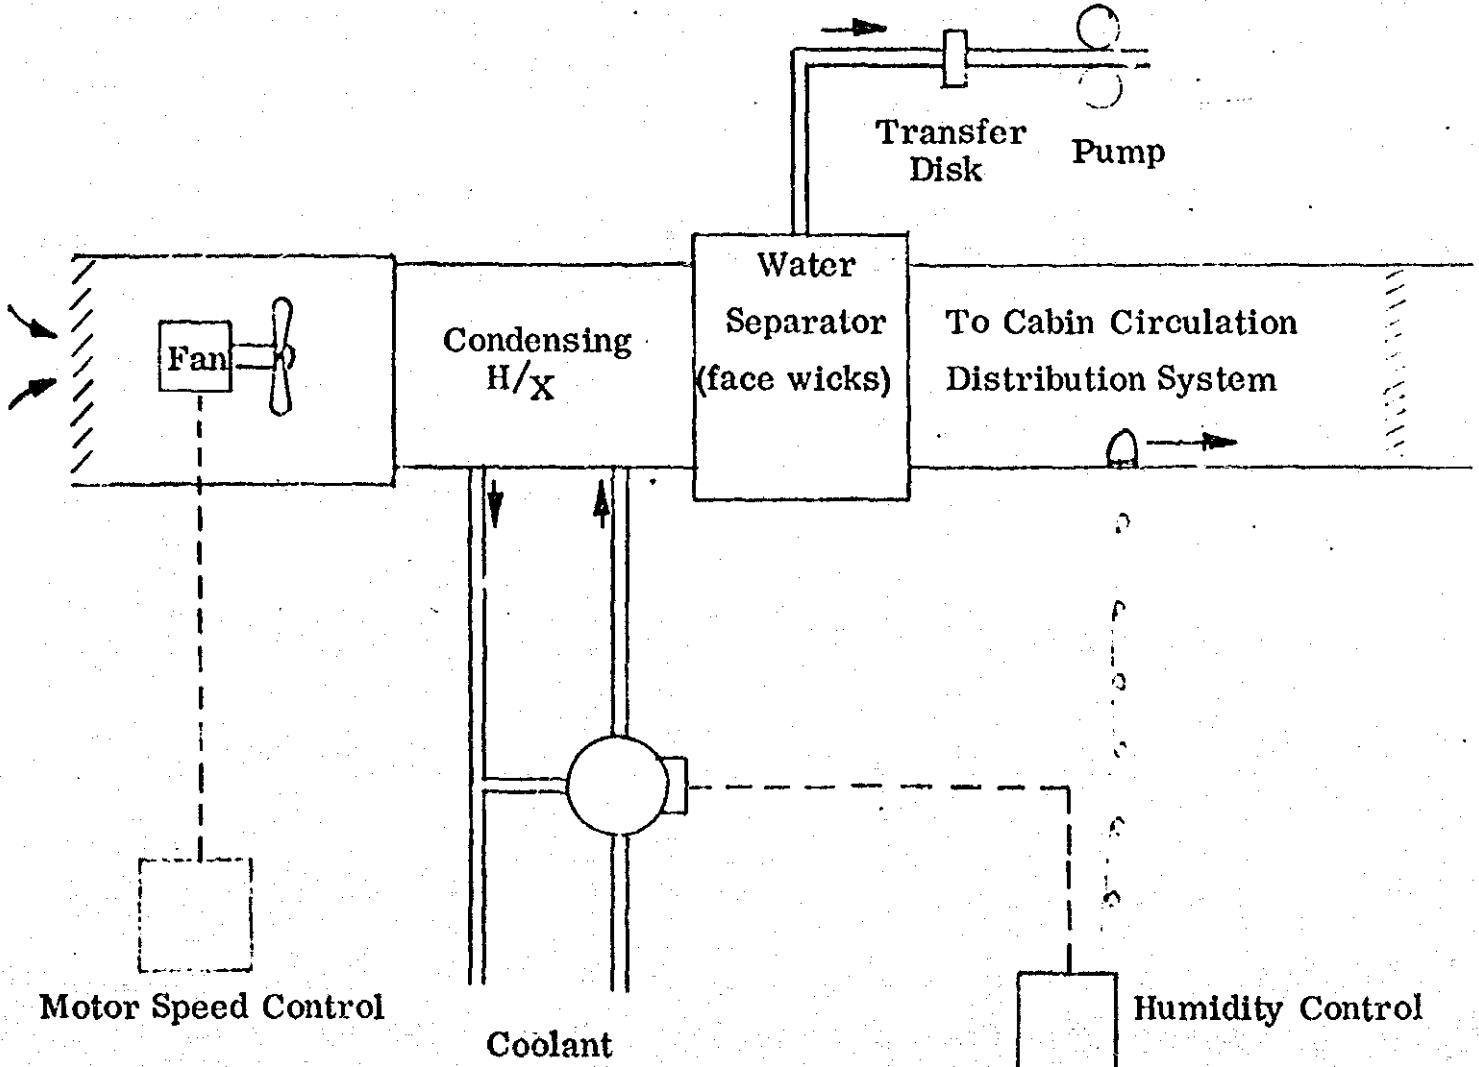 Transfer
Disk
Pump
Water
Separator
(face wicks)
Fan
Condensing
H/X
To Cabin Circulation
Distribution System
Motor Speed Control
Coolant
Humidity Control